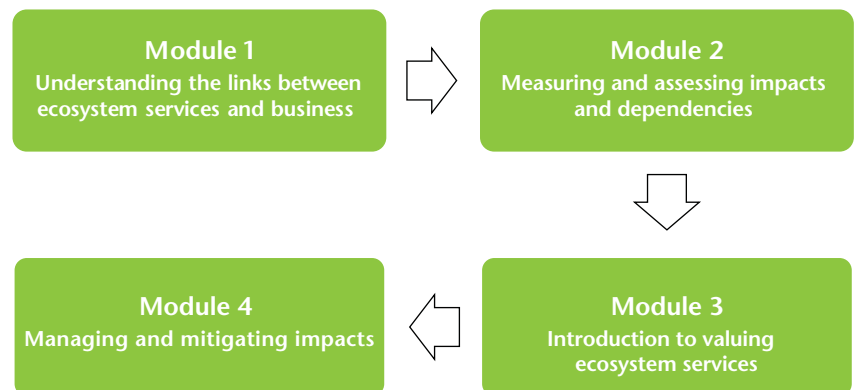 Module 1
Understanding the links between
ecosystem services and business
Module 2
Measuring and assessing impacts
and dependencies
Module 3
Introduction to valuing
ecosystem services
Module 4
Managing and mitigating impacts